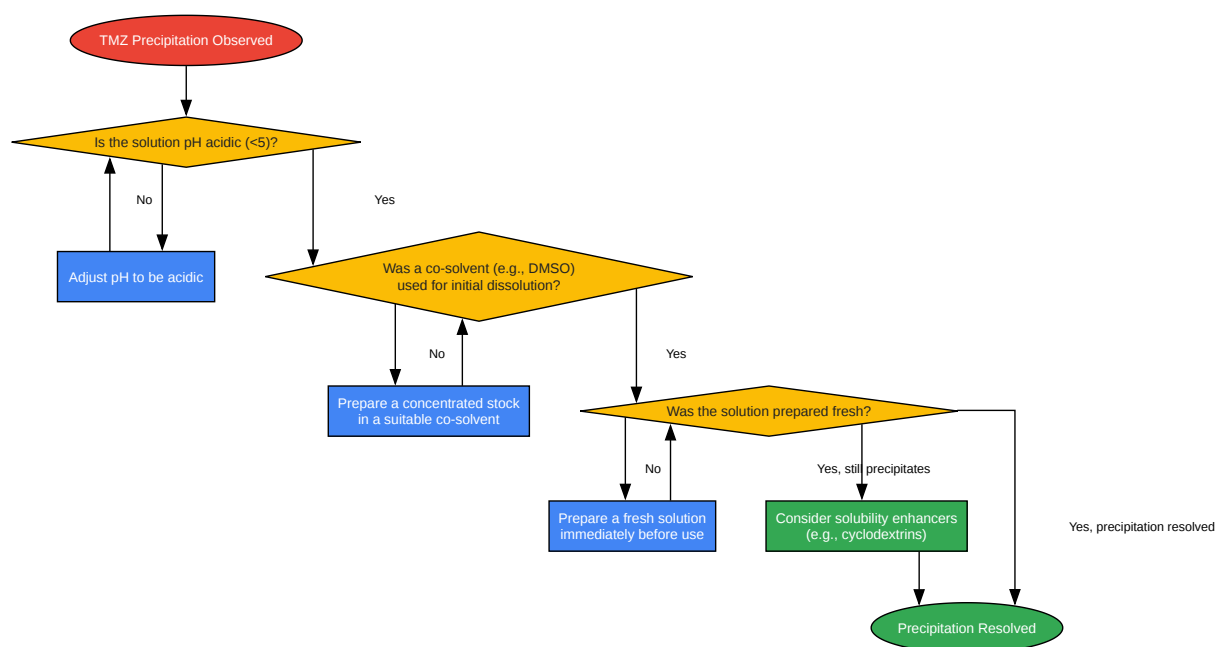 TMZ Precipitation Observed
Is the solution pH acidic (<5)?
No
Yes
Adjust pH to be acidic
Was a co-solvent (e.g., DMSO)
used for initial dissolution?
No
Yes
Prepare a concentrated stock
in a suitable co-solvent
Was the solution prepared fresh?
No
Yes, still precipitates
Prepare a fresh solution
immediately before use
Consider solubility enhancers
(e.g., cyclodextrins)
Yes, precipitation resolved
Precipitation Resolved